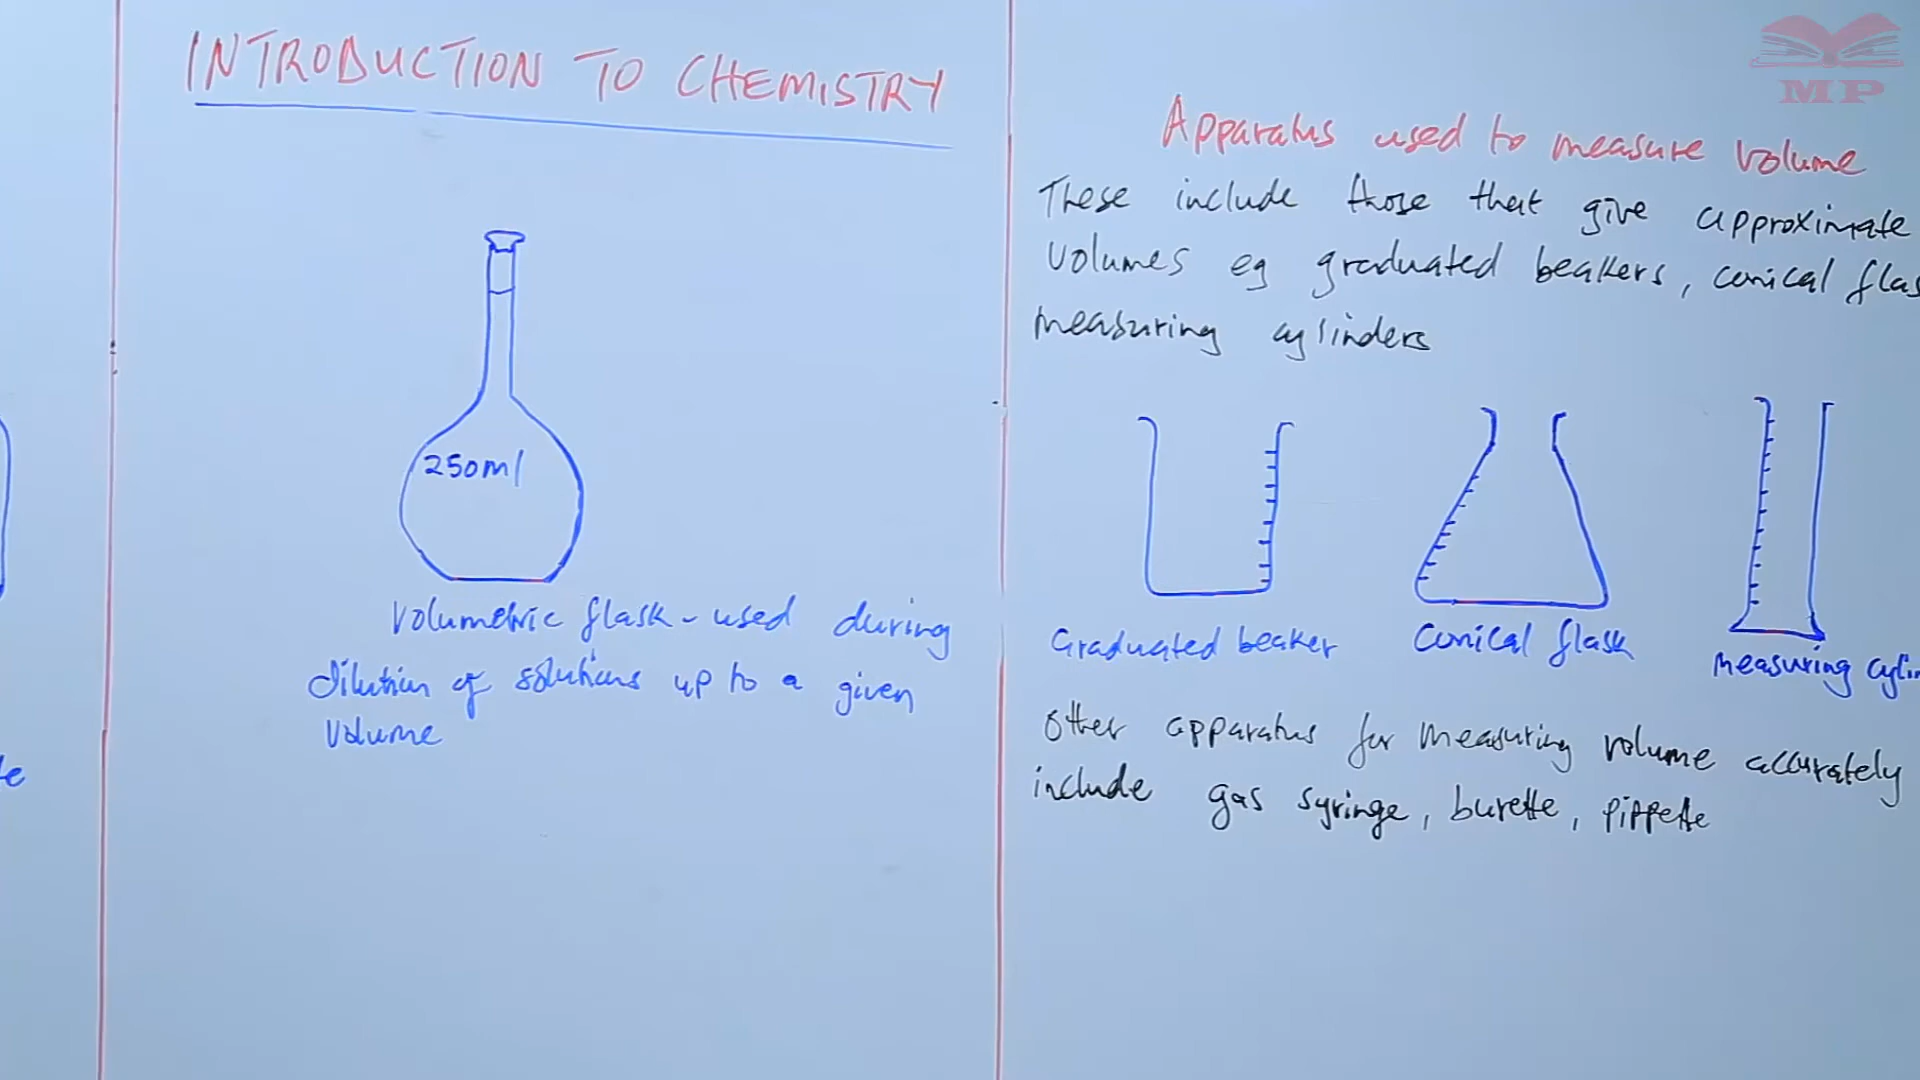 INTRODUCTION TO CHEMISTRY
250ml
Volumetric flask - used during
Dilution of solutions up to a given
Volume
MP
Apparatus used to measure Volume
These include those that give approximate
Volumes eg graduated beakers, conical flas
measuring cylinders
Graduated beaker
Conical flask
Measuring cylin
Other apparatus for measuring volume accurately
include gas syringe, burette, pippette